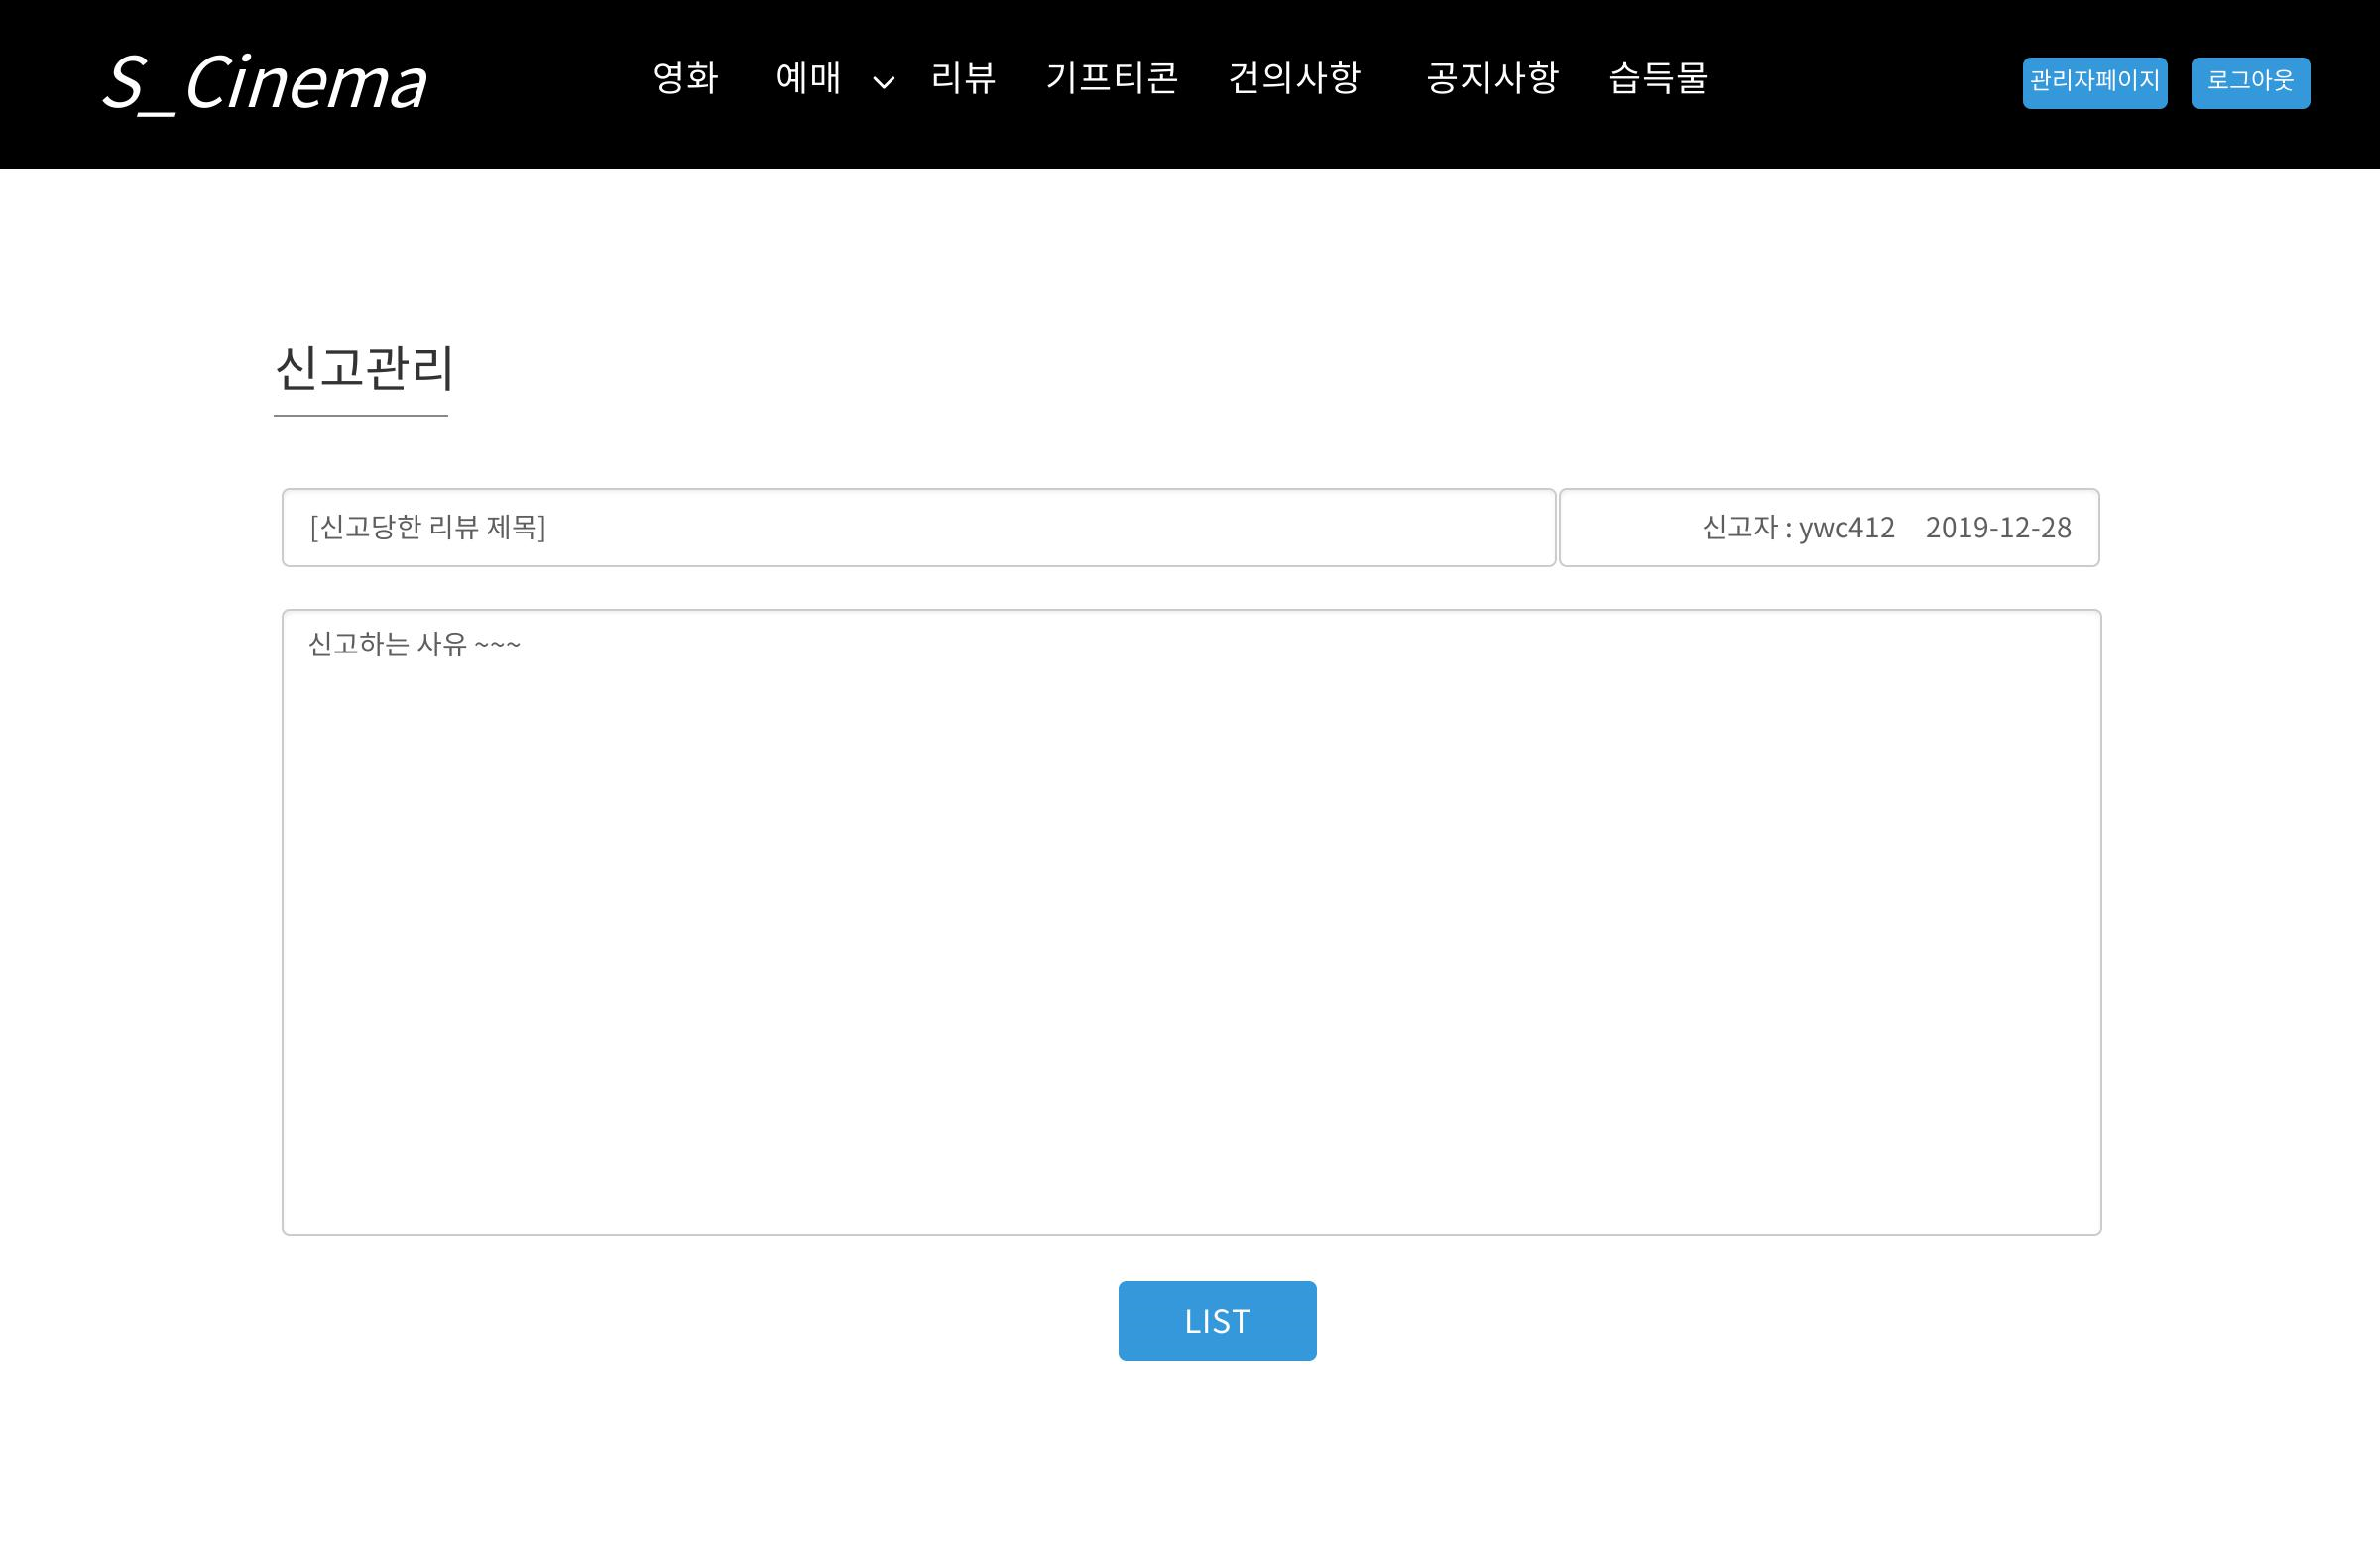 S_Cinema 영화 예매 리뷰 기프티콘 건의사항 공지사항 습득물 관리자페이지 로그아웃
신고관리
[신고당한 리뷰 제목] 신고자 : ywc412 2019-12-28
신고하는 사유 ~~~
LIST